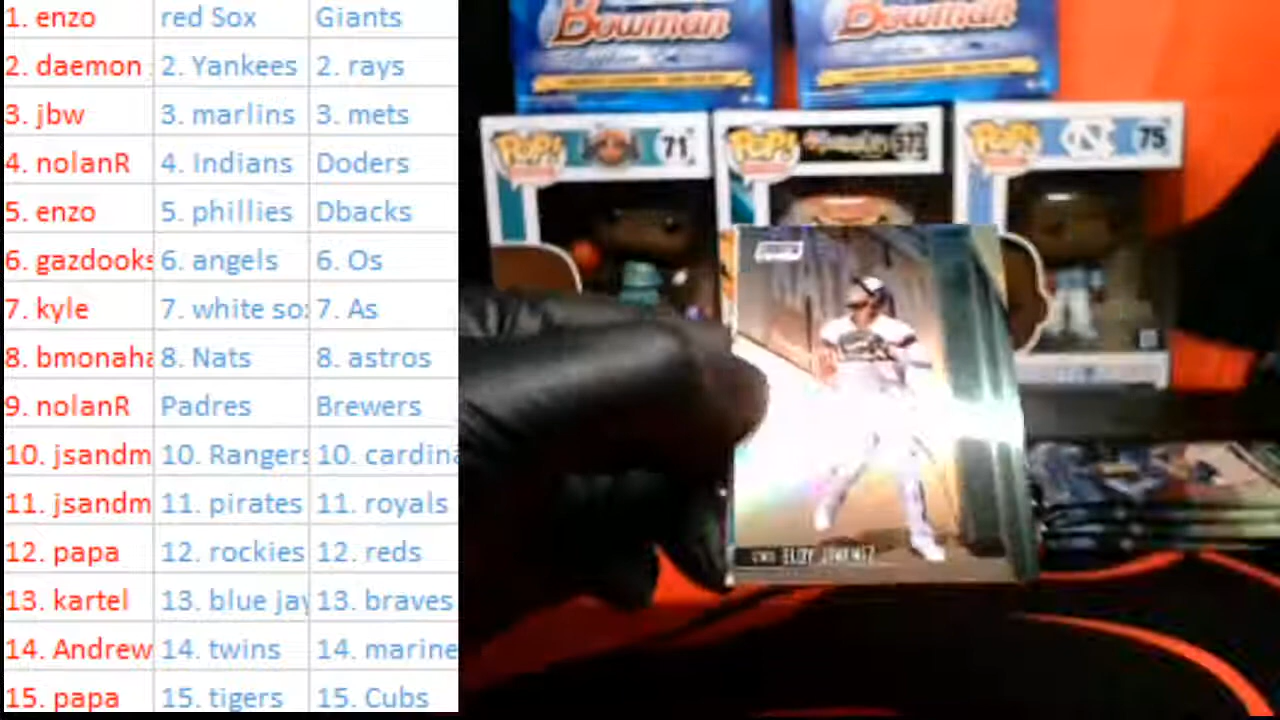 1. enzo red Sox Giants
2. daemon 2. Yankees 2. rays
3. jbw 3. marlins 3. mets
4. nolanR 4. Indians Doders
5. enzo 5. phillies Dbacks
6. gazdooks 6. angels 6. Os
7. kyle 7. white so 7. As
8. bmonaha 8. Nats 8. astros
9. nolanR Padres Brewers
10. jsandm 10. Rangers 10. cardina
11. jsandm 11. pirates 11. royals
12. papa 12. rockies 12. reds
13. kartel 13. blue jay 13. braves
14. Andrew 14. twins 14. marine
15. papa 15. tigers 15. Cubs
Bowman Bowman
POP! 71 POP! 573 POP! NC 75
ELOY JIMENEZ